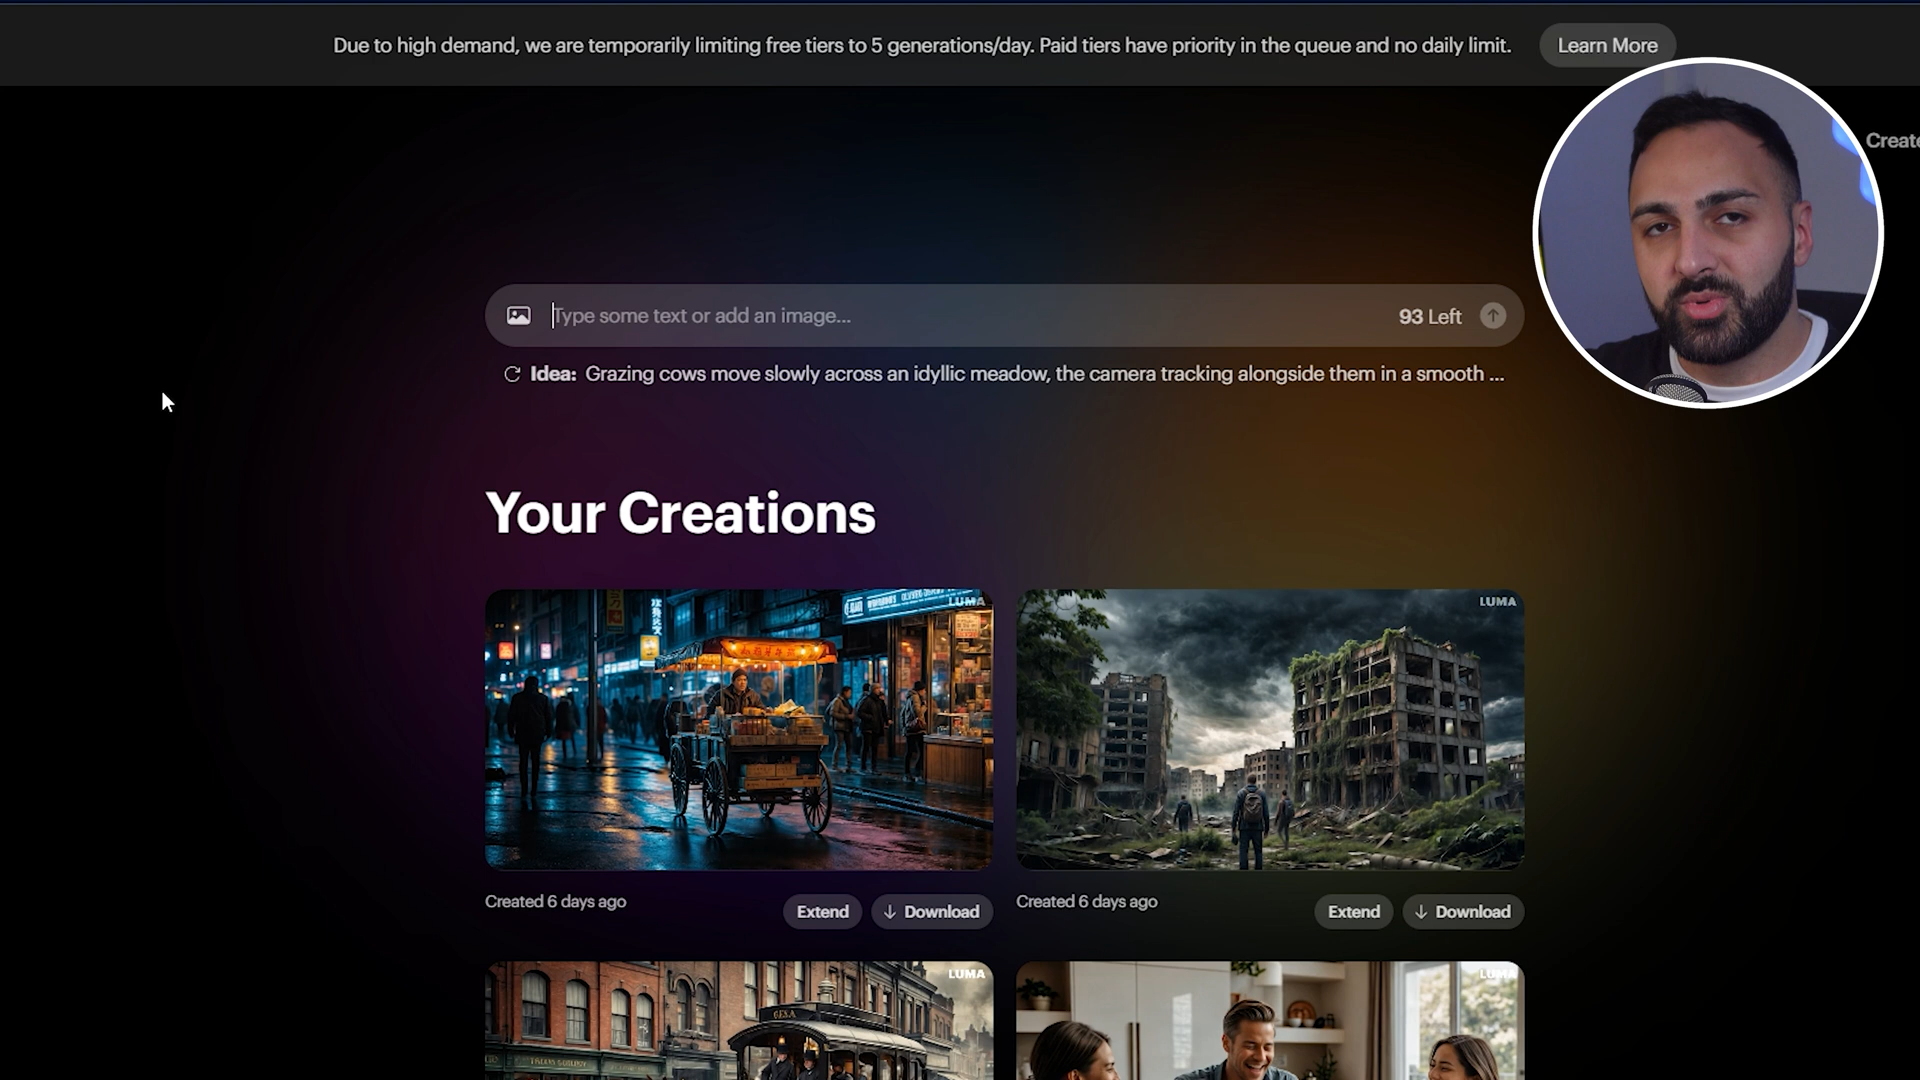 Due to high demand, we are temporarily limiting free tiers to 5 generations/day. Paid tiers have priority in the queue and no daily limit.
Learn More
Create
Type some text or add an image...
93 Left
Idea: Grazing cows move slowly across an idyllic meadow, the camera tracking alongside them in a smooth ...
Your Creations
LUMA
LUMA
Created 6 days ago
Extend
Download
Created 6 days ago
Extend
Download
LUMA
LUMA